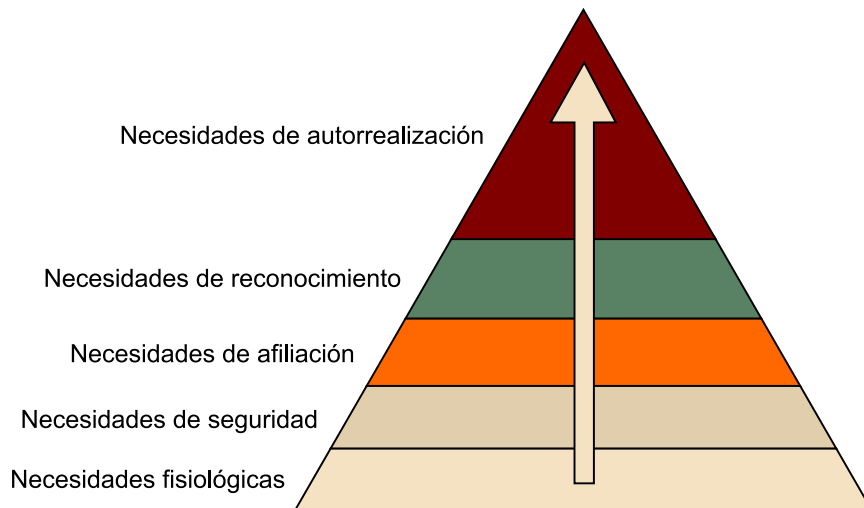 Necesidades de autorrealización
Necesidades de reconocimiento
Necesidades de afiliación
Necesidades de seguridad
Necesidades fisiológicas